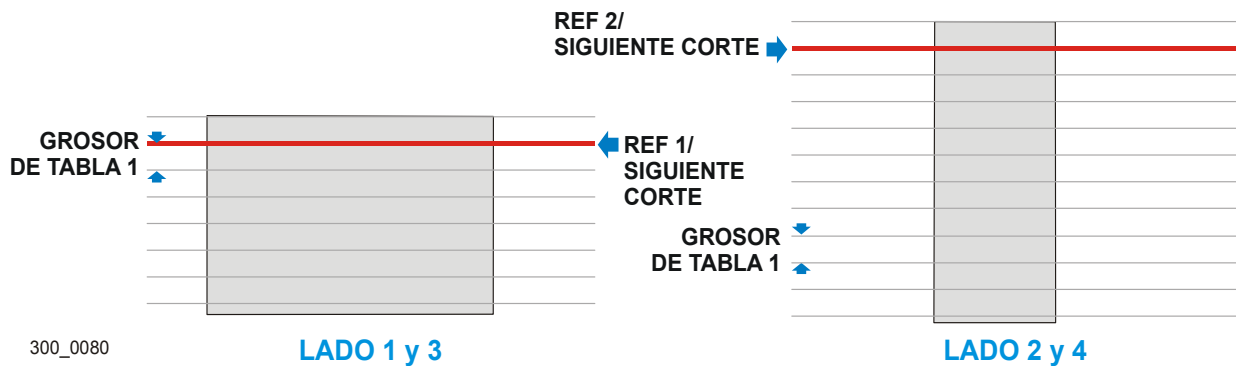 REF 2/
SIGUIENTE CORTE
GROSOR
DE TABLA 1
REF 1/
SIGUIENTE
CORTE
GROSOR
DE TABLA 1
300_0080
LADO 1 y 3
LADO 2 y 4